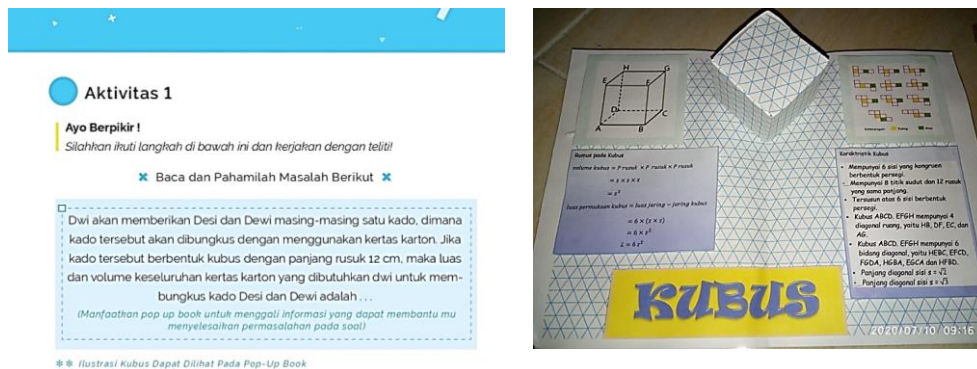 Aktivitas 1
Ayo Berpikir !
Silahkan ikuti langkah di bawah ini dan kerjakan dengan teliti!
Baca dan Pahamilah Masalah Berikut
Dwi akan memberikan Desi dan Dewi masing-masing satu kado, dimana
kado tersebut akan dibungkus dengan menggunakan kertas karton. Jika
kado tersebut berbentuk kubus dengan panjang rusuk 12 cm, maka luas
dan volume keseluruhan kertas karton yang dibutuhkan dwi untuk mem-
bungkus kado Desi dan Dewi adalah . . .
(Manfaatkan pop up book untuk menggali informasi yang dapat membantu mu
menyelesaikan permasalahan pada soal)
Ilustrasi Kubus Dapat Dilihat Pada Pop-Up Book
H G
E F
D C
A B
Rumus pada Kubus
volume kubus = P rusuk × P rusuk × P rusuk
= s × s × s
= s³
luas permukaan kubus = luas jaring – jaring kubus
= 6 × (s × s)
= 6 × s²
L = 6 s²
Karaktristik Kubus
• Mempunyai 6 sisi yang kongruen
berbentuk persegi.
• Mempunyai 8 titik sudut dan 12 rusuk
yang sama panjang.
• Tersusun atas 6 sisi berbentuk
persegi.
• Kubus ABCD. EFGH mempunyai 4
diagonal ruang, yaitu HB, DF, EC, dan
AG.
• Kubus ABCD. EFGH mempunyai 6
bidang diagonal, yaitu HEBC, EFCD,
FGDA, HGBA, EGCA dan HFBD.
• Panjang diagonal sisi s = √2
• Panjang diagonal sisi s = √3
KUBUS
2020/07/10 09:16